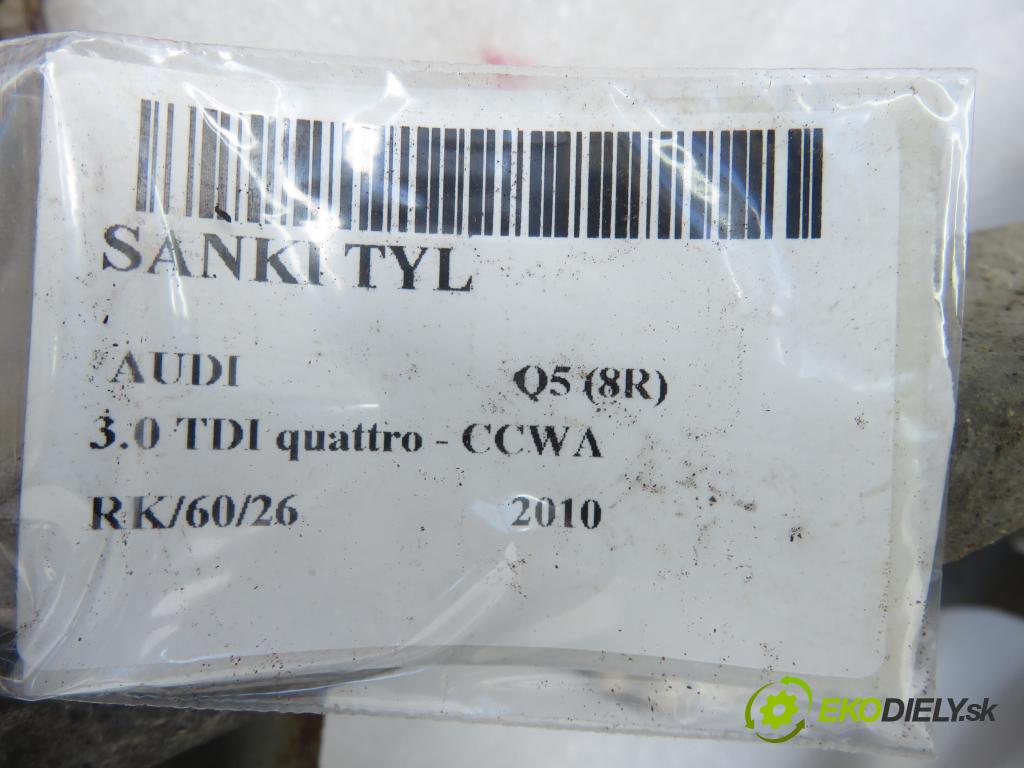 SANKI TYL
AUDI Q5 (8R)
3.0 TDI quattro - CCWA
RK/60/26 2010
EKODIELY.sk